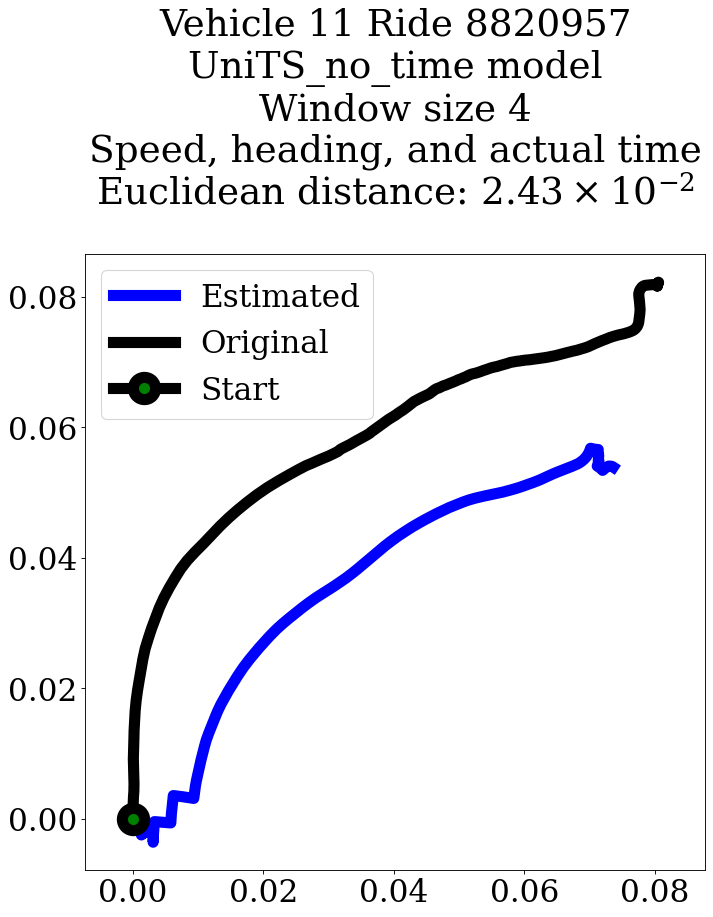 Vehicle 11 Ride 8820957
UniTS_no_time model
Window size 4
Speed, heading, and actual time
Euclidean distance: 2.43 × 10⁻²
Estimated
Original
Start
0.08
0.06
0.04
0.02
0.00
0.00 0.02 0.04 0.06 0.08